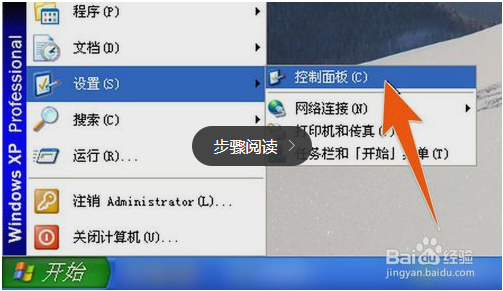 Windows XP Professional
程序(P)
文档(D)
设置(S)
搜索(C)
运行(R)...
注销 Administrator(L)...
关闭计算机(U)...
控制面板(C)
网络连接(N)
打印机和传真
任务栏和「开始」菜单(T)
步骤阅读
开始
Baidu 经验
jingyan.baidu.com